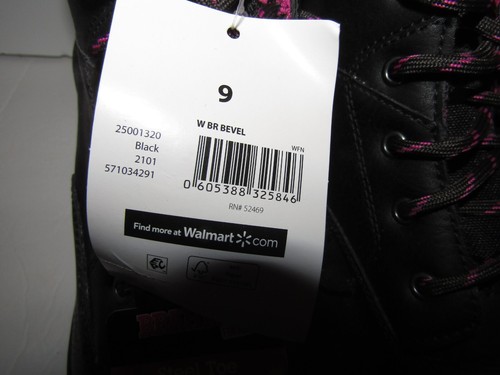 9
W BR BEVEL
25001320
Black
2101
571034291
WFN
0 605388 325846
RN# 52469
Find more at Walmart.com